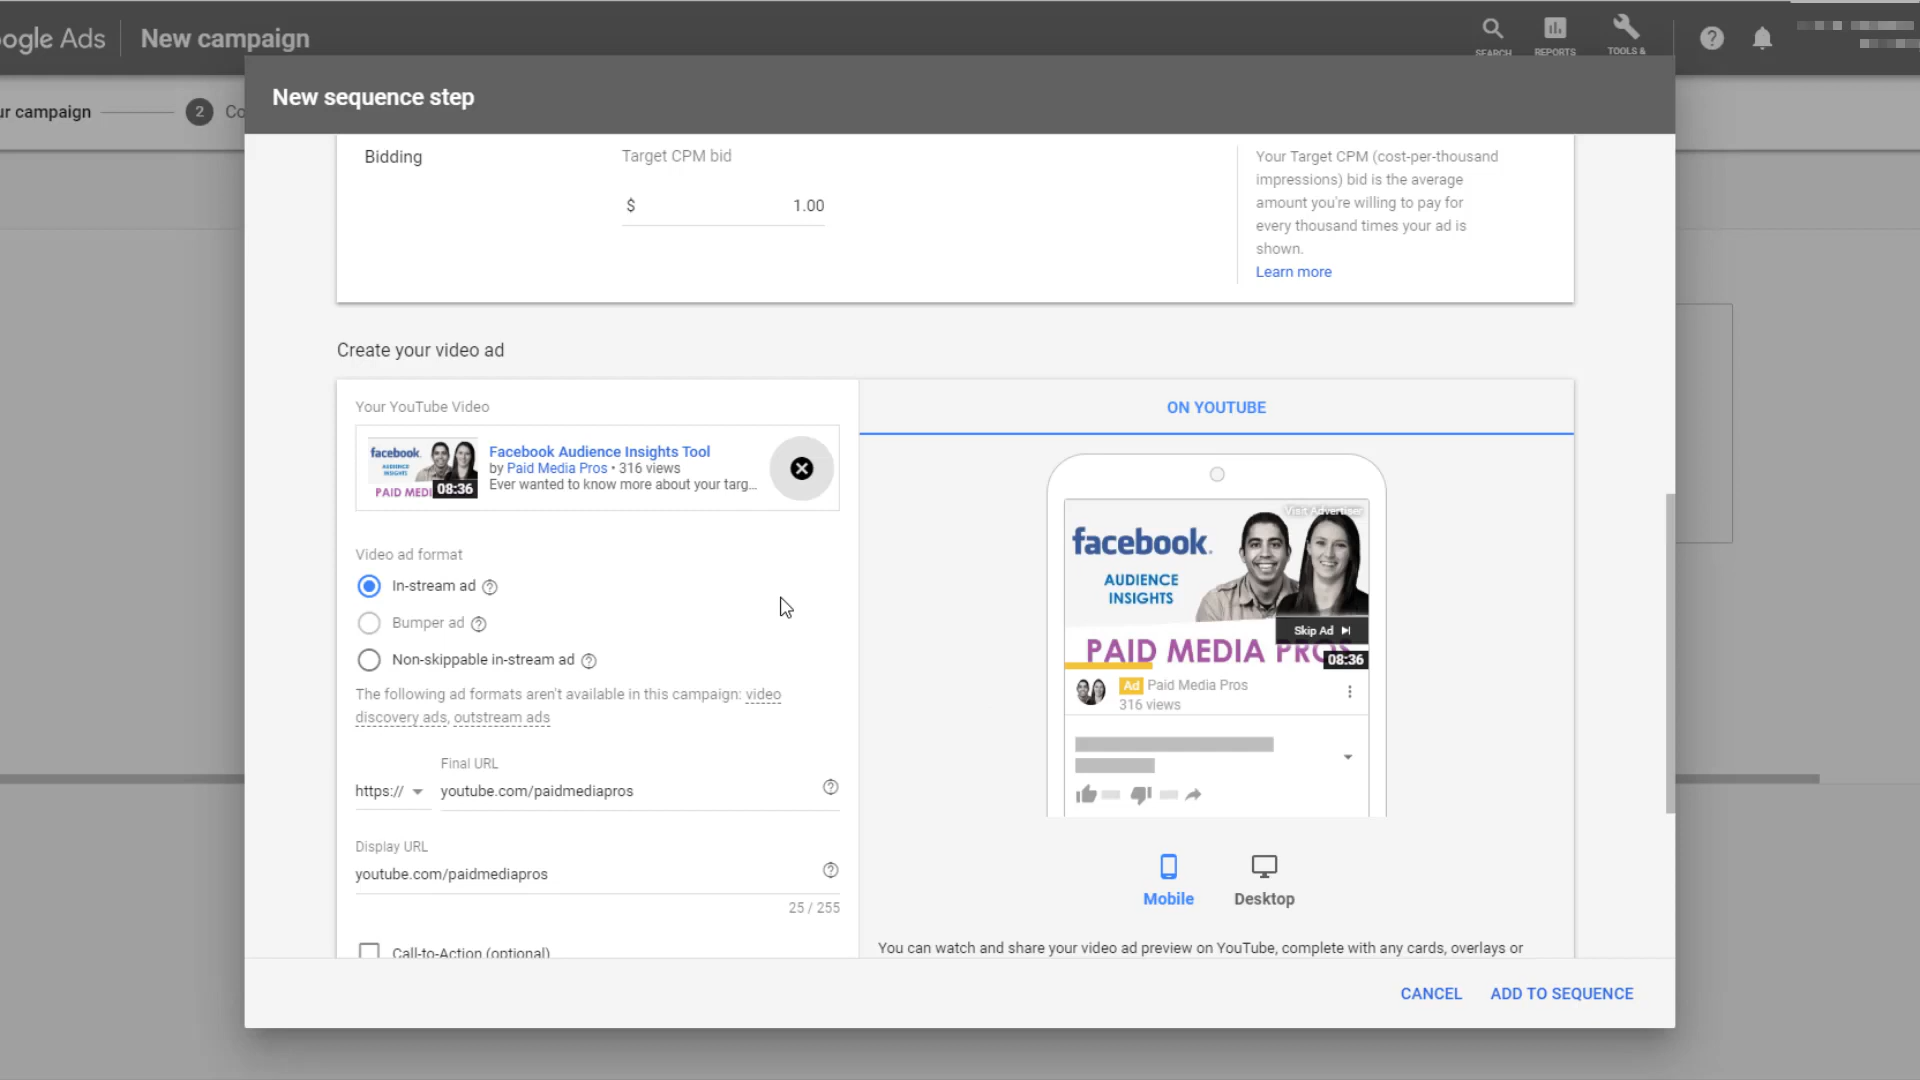 ogle Ads
New campaign
SEARCH
REPORTS
TOOLS &
ur campaign
2
Co
New sequence step
Bidding
Target CPM bid
$ 1.00
Your Target CPM (cost-per-thousand
impressions) bid is the average
amount you're willing to pay for
every thousand times your ad is
shown.
Learn more
Create your video ad
Your YouTube Video
facebook.
AUDIENCE
INSIGHTS
PAID MEDI
08:36
Facebook Audience Insights Tool
by Paid Media Pros • 316 views
Ever wanted to know more about your targ...
Video ad format
In-stream ad
Bumper ad
Non-skippable in-stream ad
The following ad formats aren't available in this campaign: video
discovery ads, outstream ads
Final URL
https:// youtube.com/paidmediapros
Display URL
youtube.com/paidmediapros
25 / 255
Call-to-Action (optional)
ON YOUTUBE
Visit Advertiser
facebook.
AUDIENCE
INSIGHTS
Skip Ad
PAID MEDIA PROS
08:36
Ad Paid Media Pros
316 views
Mobile
Desktop
You can watch and share your video ad preview on YouTube, complete with any cards, overlays or
CANCEL
ADD TO SEQUENCE